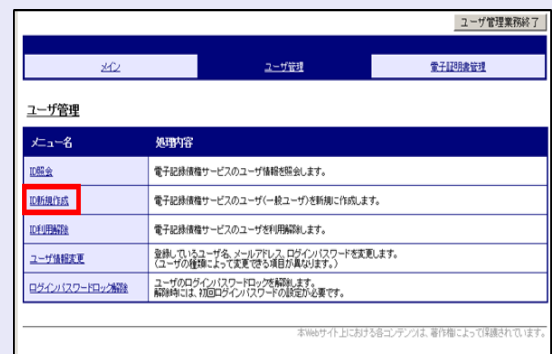 ユーザ管理業務終了
メイン
ユーザ管理
電子証明書管理
ユーザ管理
メニュー名
処理内容
ID照会
電子記録債権サービスのユーザ情報を照会します。
ID新規作成
電子記録債権サービスのユーザ(一般ユーザ)を新規に作成します。
ID利用解除
電子記録債権サービスのユーザを利用解除します。
ユーザ情報変更
登録しているユーザ名、メールアドレス、ログインパスワードを変更します。
(ユーザの種類によって変更できる項目が異なります。)
ログインパスワードロック解除
ユーザのログインパスワードロックを解除します。
解除時には、初回ログインパスワードの設定が必要です。
本Webサイト上における各コンテンツは、著作権によって保護されています。